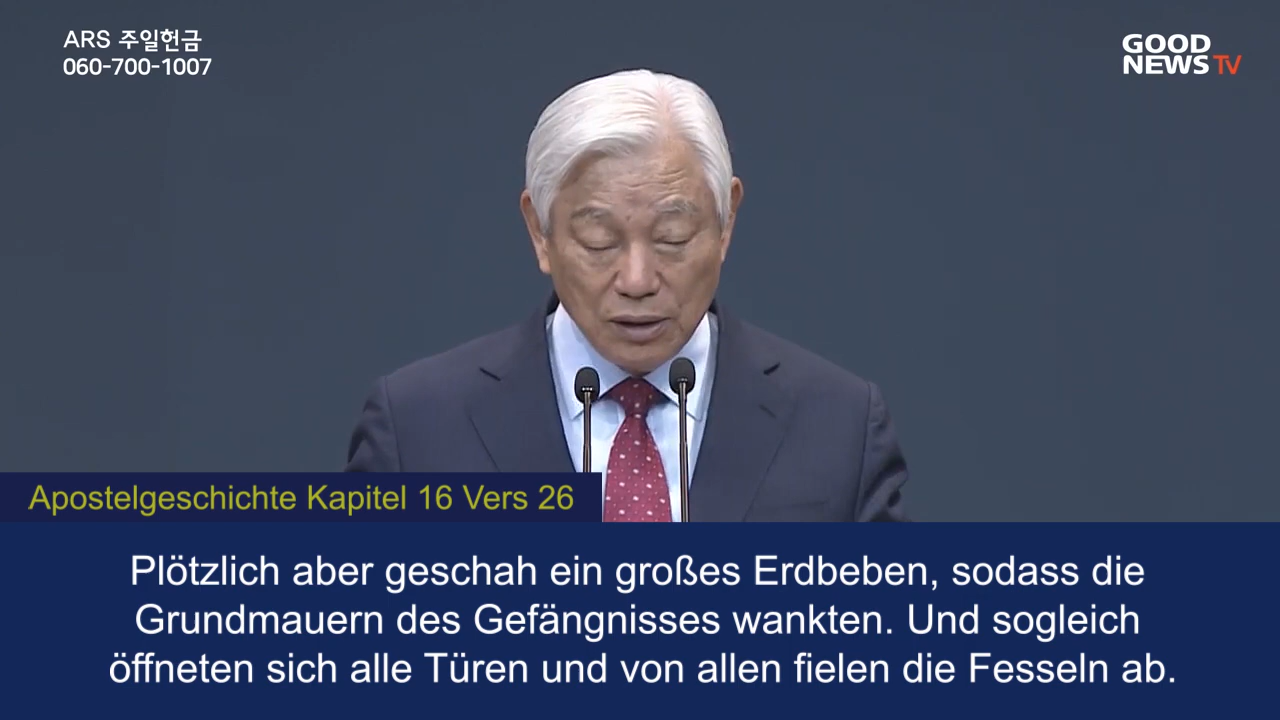 ARS 주일헌금
060-700-1007
GOOD
NEWS TV
Apostelgeschichte Kapitel 16 Vers 26
Plötzlich aber geschah ein großes Erdbeben, sodass die
Grundmauern des Gefängnisses wankten. Und sogleich
öffneten sich alle Türen und von allen fielen die Fesseln ab.